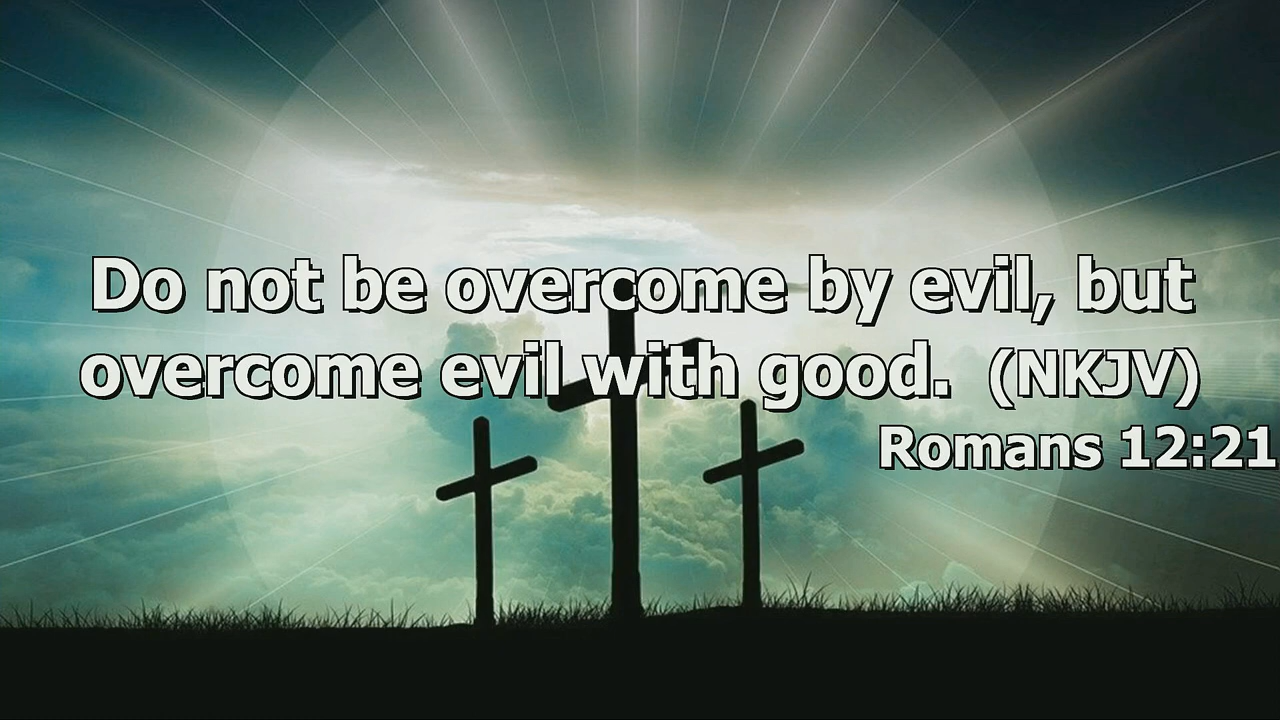 Do not be overcome by evil, but
overcome evil with good.  (NKJV)
Romans 12:21